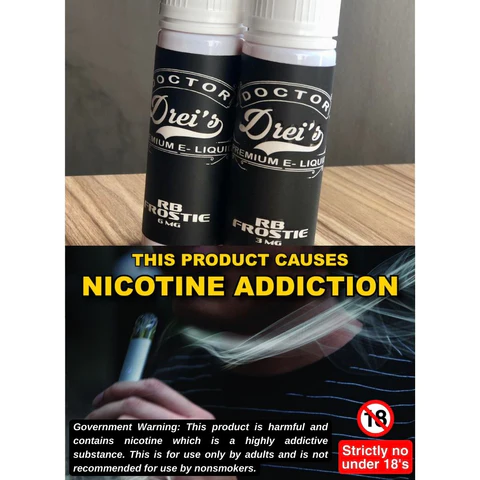 DOCTOR
Drei's
PREMIUM E- LIQUI
RB
FROSTIE
6 MG
DOCTOR
Drei's
PREMIUM E- LIQUID
RB
FROSTIE
3 MG
THIS PRODUCT CAUSES
NICOTINE ADDICTION
Government Warning: This product is harmful and
contains nicotine which is a highly addictive
substance. This is for use only by adults and is not
recommended for use by nonsmokers.
18
Strictly no
under 18's